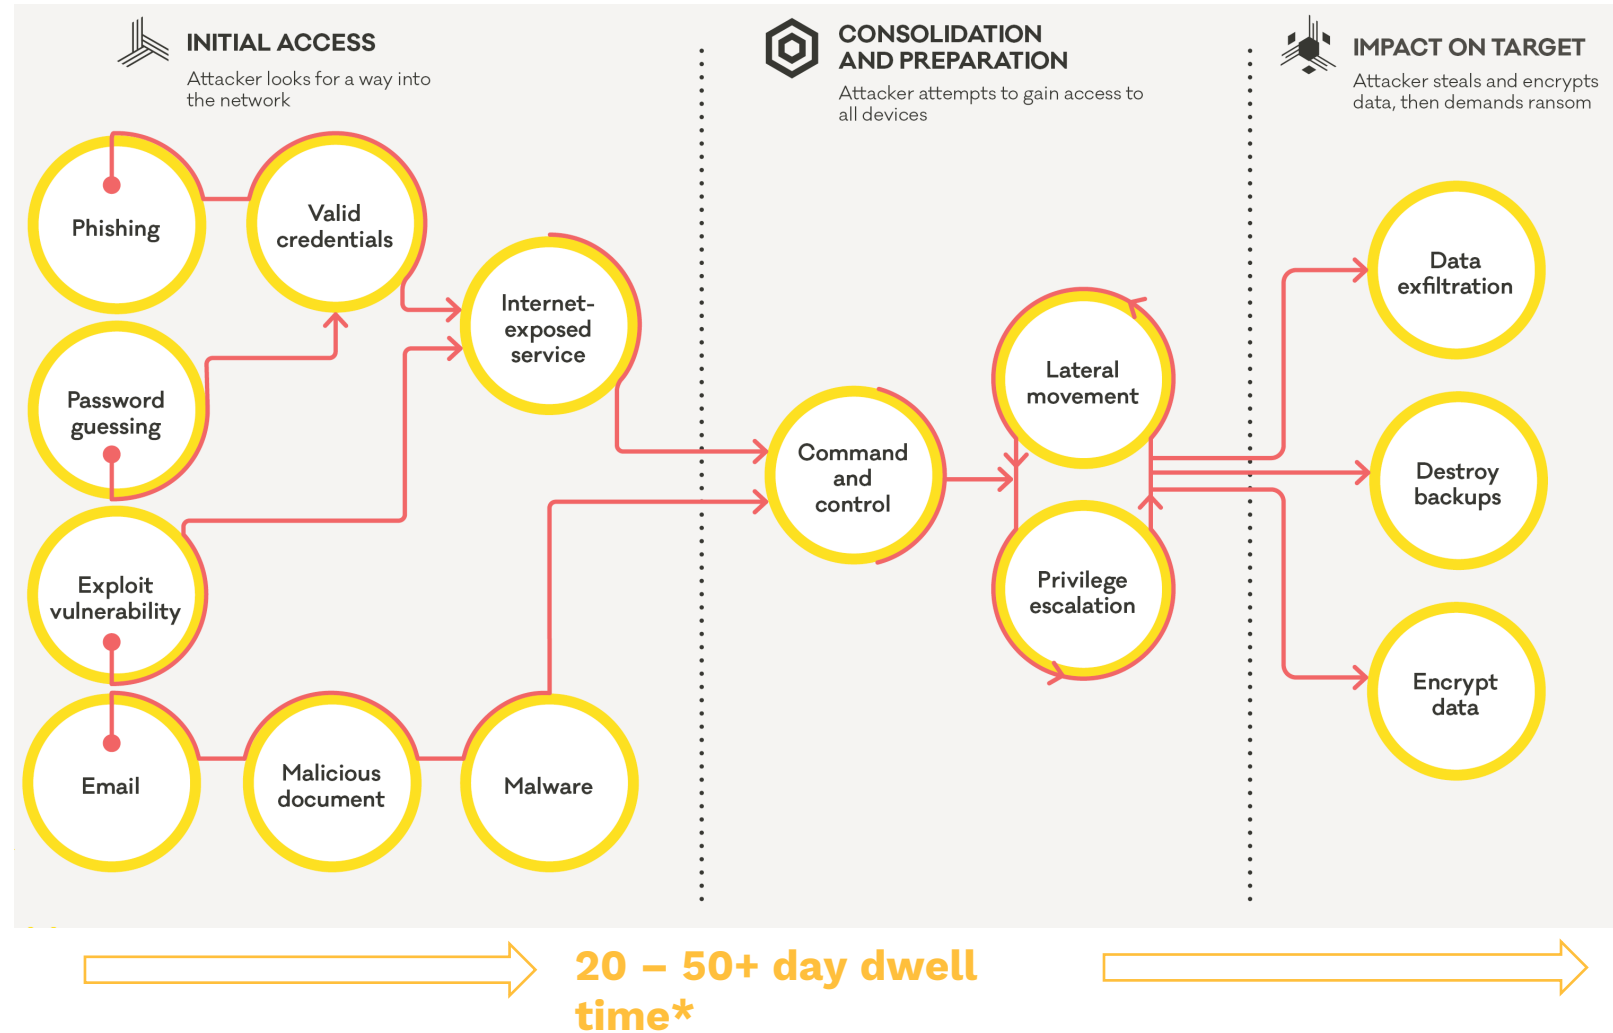 INITIAL ACCESS
Attacker looks for a way into
the network
CONSOLIDATION
AND PREPARATION
Attacker attempts to gain access to
all devices
IMPACT ON TARGET
Attacker steals and encrypts
data, then demands ransom
Phishing
Valid
credentials
Internet-
exposed
service
Password
guessing
Exploit
vulnerability
Email
Malicious
document
Malware
Command
and
control
Lateral
movement
Privilege
escalation
Data
exfiltration
Destroy
backups
Encrypt
data
20 – 50+ day dwell
time*